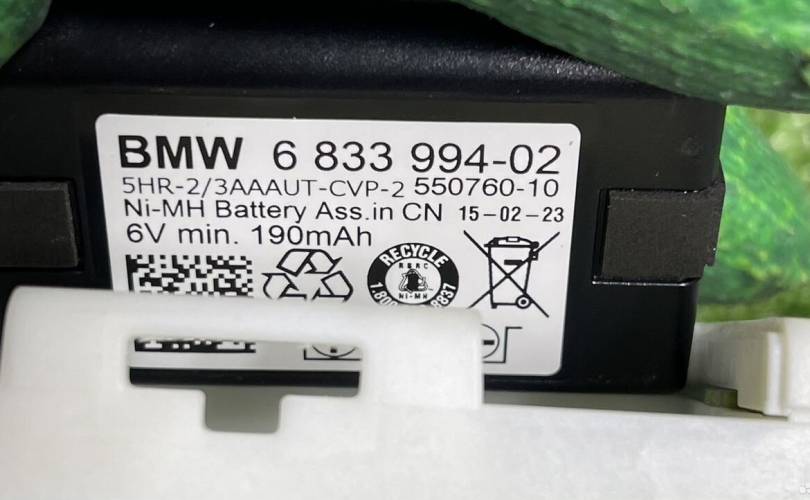 BMW 6 833 994-02
5HR-2/3AAAUT-CVP-2 550760-10
Ni-MH Battery Ass.in CN 15-02-23
6V min. 190mAh
RECYCLE
RBRC
NI-MH